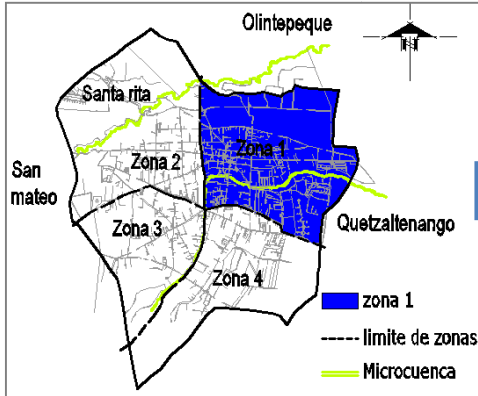 Olintepeque
N
Santa rita
Zona 1
Zona 2
San
mateo
Quetzaltenango
Zona 3
Zona 4
zona 1
limite de zonas
Microcuenca